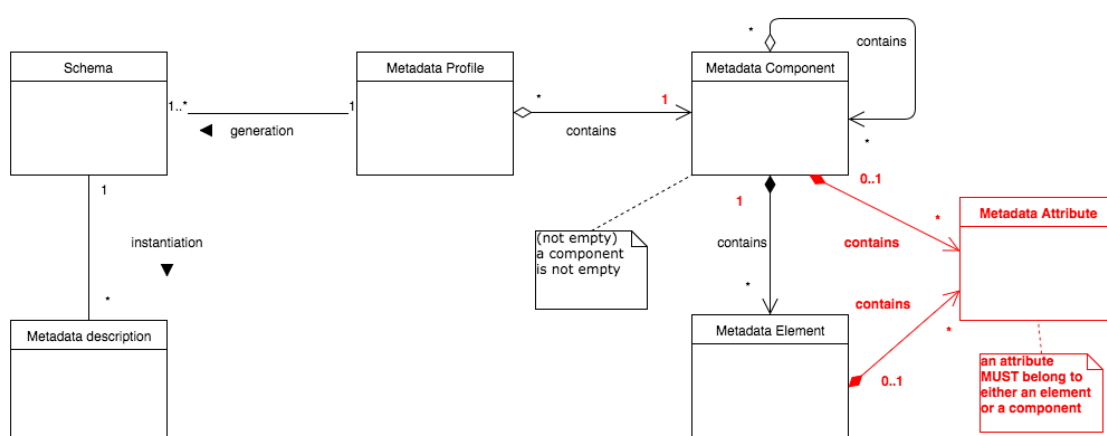 *
contains
Schema
Metadata Profile
Metadata Component
1..*
1
*
1
generation
contains
*
1
0..1
1
*
Metadata Attribute
(not empty)
a component
is not empty
instantiation
contains
contains
*
contains
*
*
Metadata description
Metadata Element
0..1
an attribute
MUST belong to
either an element
or a component